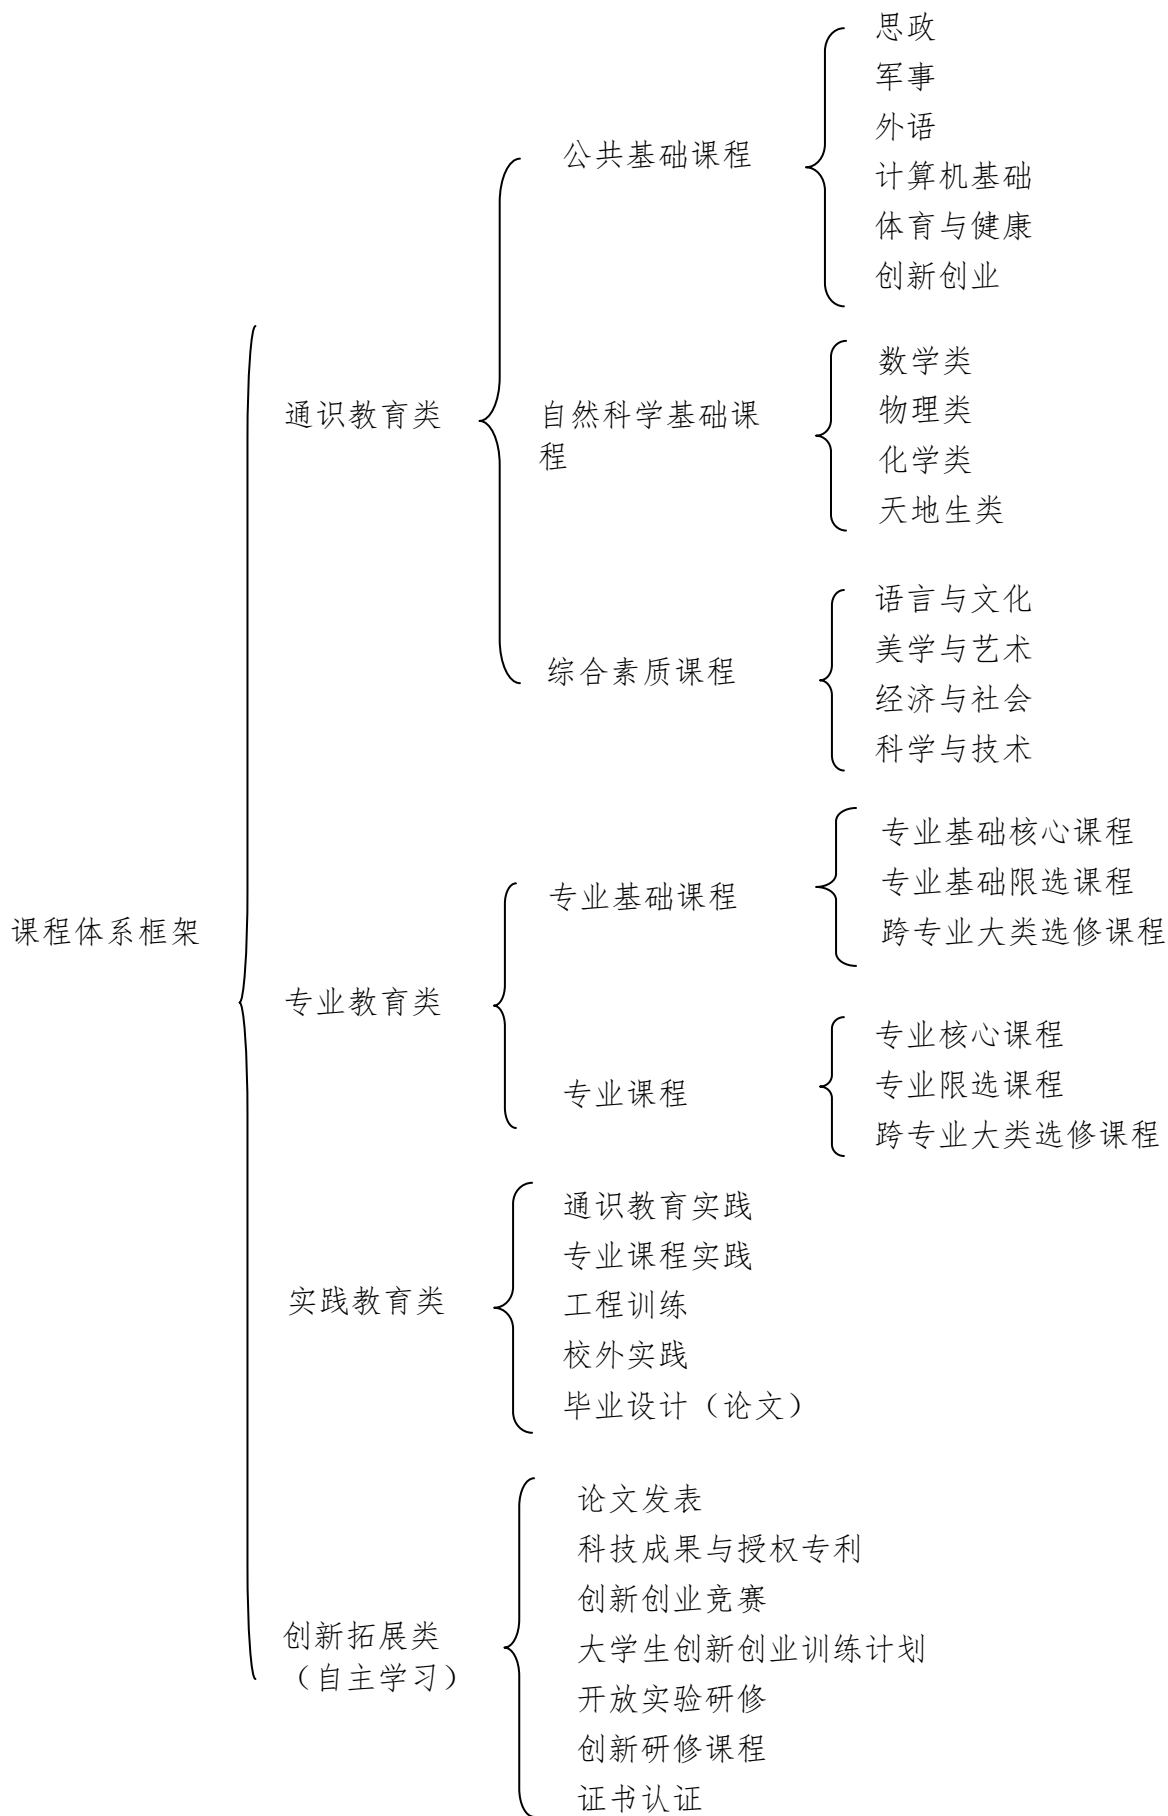 课程体系框架
通识教育类
公共基础课程
思政
军事
外语
计算机基础
体育与健康
创新创业
自然科学基础课
程
数学类
物理类
化学类
天地生类
综合素质课程
语言与文化
美学与艺术
经济与社会
科学与技术
专业教育类
专业基础课程
专业基础核心课程
专业基础限选课程
跨专业大类选修课程
专业课程
专业核心课程
专业限选课程
跨专业大类选修课程
实践教育类
通识教育实践
专业课程实践
工程训练
校外实践
毕业设计（论文）
创新拓展类
（自主学习）
论文发表
科技成果与授权专利
创新创业竞赛
大学生创新创业训练计划
开放实验研修
创新研修课程
证书认证